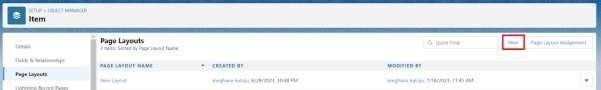 SETUP > OBJECT MANAGER
Item
Details
Fields & Relationships
Page Layouts
Lightning Record Pages
Page Layouts
2 Items, Sorted by Page Layout Name
Quick Find
New
Page Layout Assignment
PAGE LAYOUT NAME
CREATED BY
MODIFIED BY
Item Layout
meghana katuju, 6/29/2023, 10:48 PM
meghana katuju, 7/18/2023, 11:45 AM